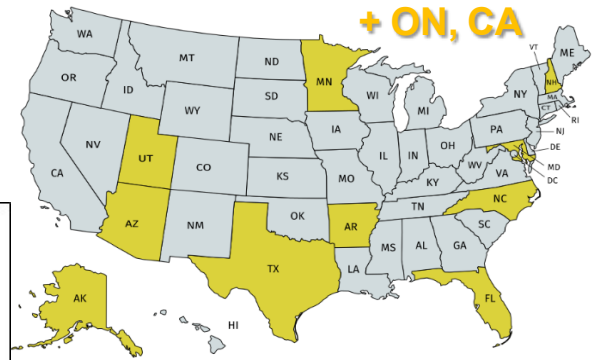 + ON, CA
WA
MT
ND
MN
VT
ME
OR
ID
WY
SD
WI
MI
NY
NH
MA
CT
RI
NV
UT
CO
NE
IA
IL
IN
OH
PA
NJ
DE
MD
DC
CA
AZ
NM
KS
MO
KY
WV
VA
OK
AR
TN
NC
TX
LA
MS
AL
GA
SC
FL
AK
HI